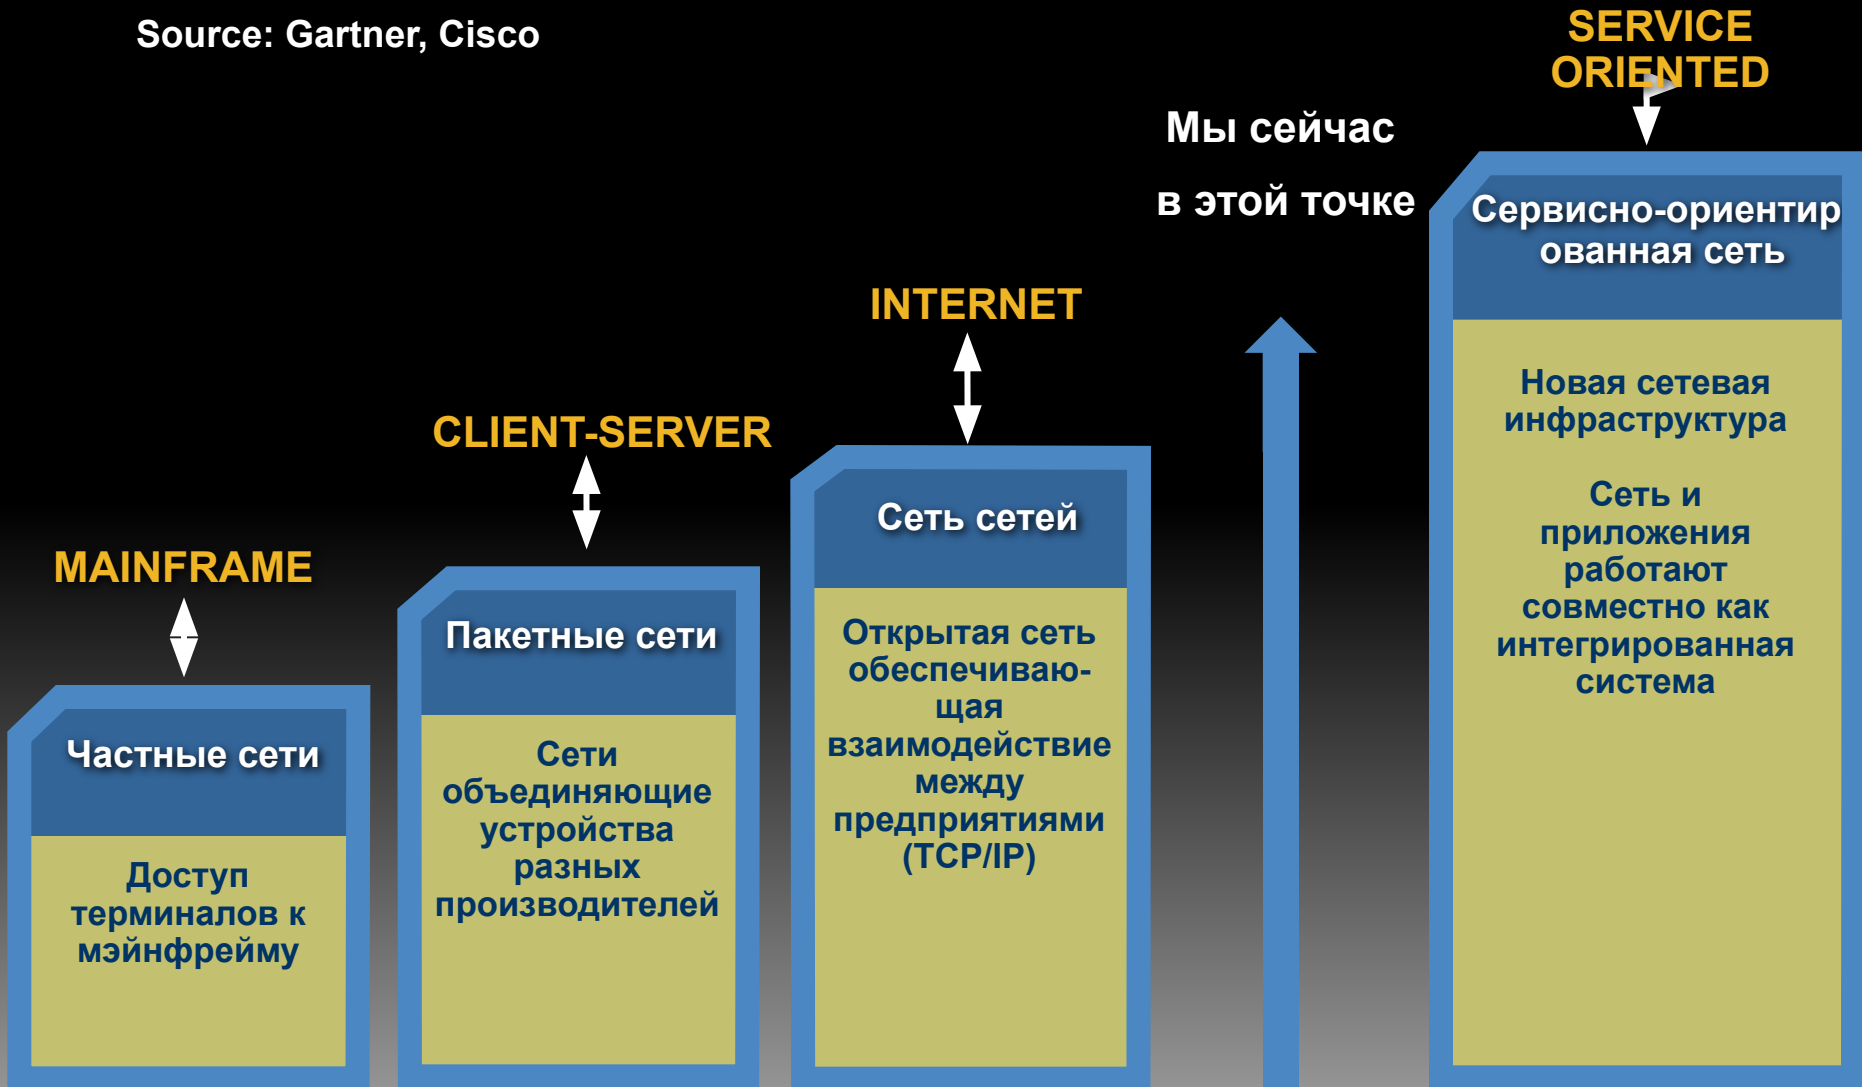 Source: Gartner, Cisco
SERVICE
ORIENTED
Мы сейчас
в этой точке
Сервисно-ориентир
ованная сеть
Новая сетевая
инфраструктура
Сеть и
приложения
работают
совместно как
интегрированная
система
INTERNET
Сеть сетей
Открытая сеть
обеспечиваю-
щая
взаимодействие
между
предприятиями
(TCP/IP)
CLIENT-SERVER
Пакетные сети
Сети
объединяющие
устройства
разных
производителей
MAINFRAME
Частные сети
Доступ
терминалов к
мэйнфрейму